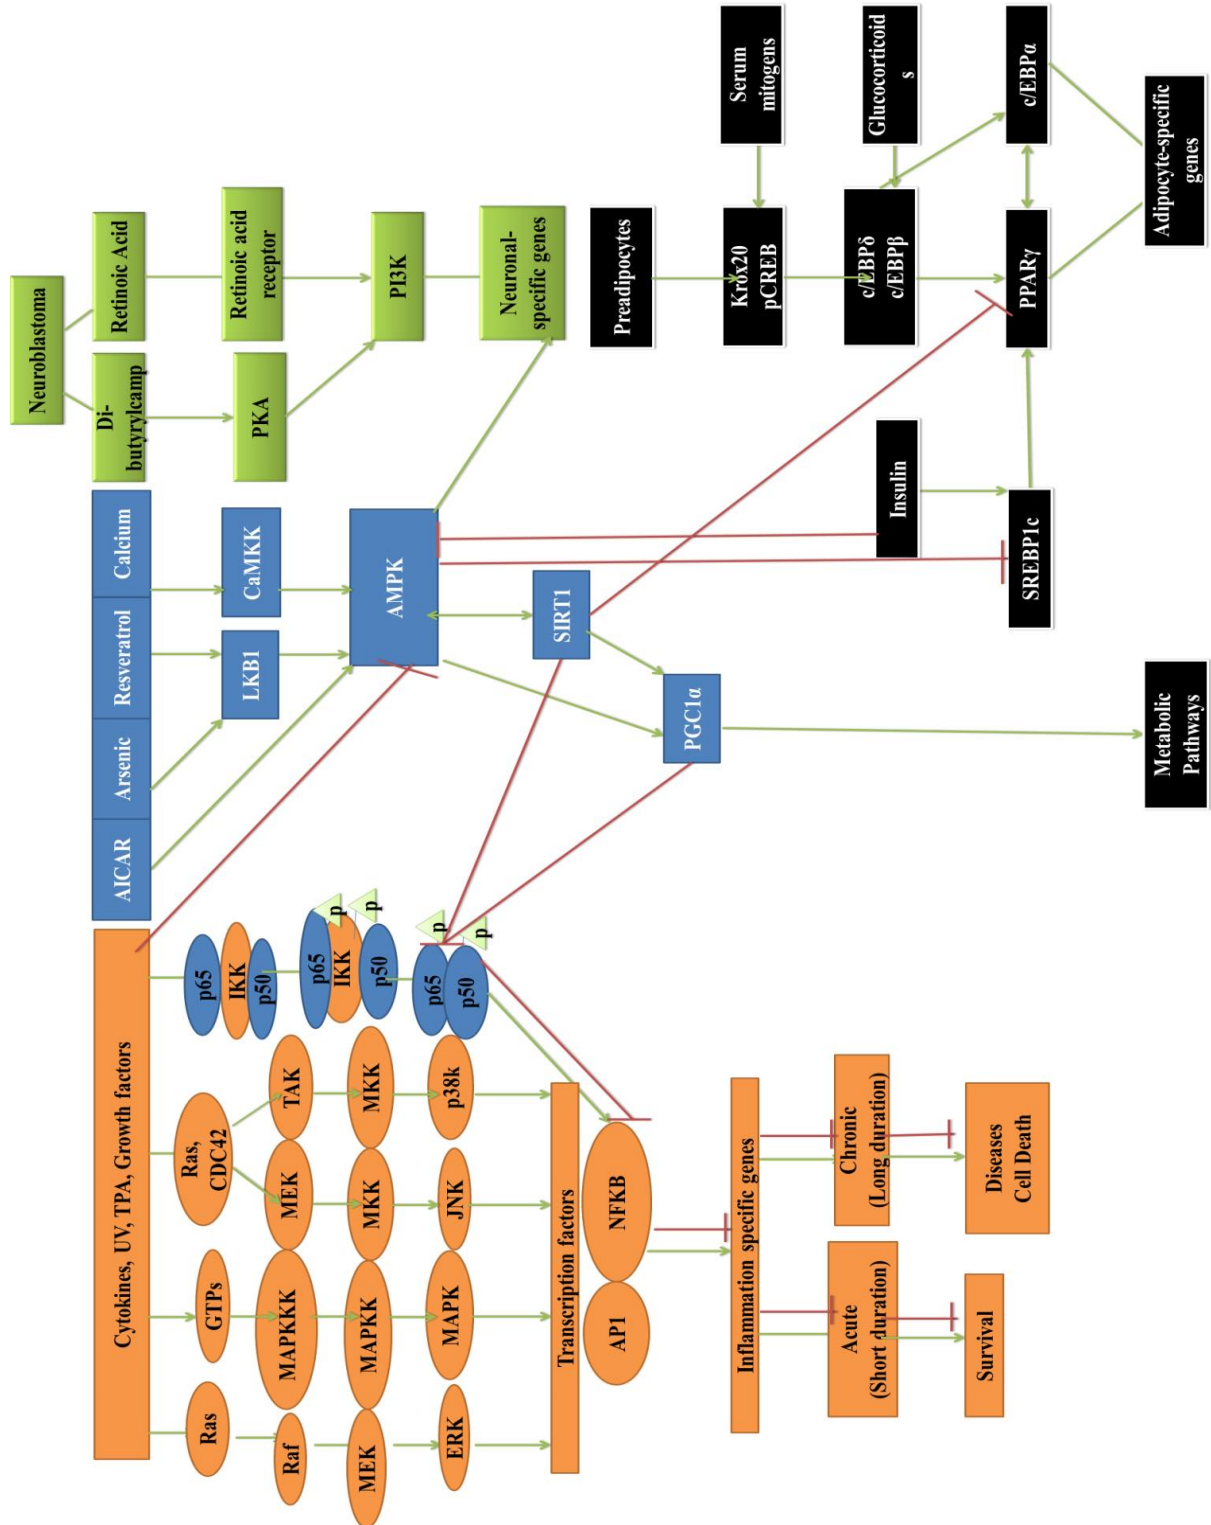 Cytokines, UV, TPA, Growth factors
AICAR
Arsenic
Resveratrol
Calcium
Neuroblastoma
Di-
butyrylcamp
Retinoic Acid
Ras
GTPs
Ras,
CDC42
p65
IKK
p50
LKB1
CaMKK
PKA
Retinoic acid
receptor
Raf
MAPKKK
MEK
TAK
p65
IKK
p50
p
p
MEK
MAPKK
MKK
MKK
AMPK
PI3K
ERK
MAPK
JNK
p38k
p65
p50
p
p
SIRT1
Neuronal-
specific genes
Transcription factors
AP1
NFKB
PGC1α
Preadipocytes
Serum
mitogens
Krox20
pCREB
Inflammation specific genes
Acute
(Short duration)
Chronic
(Long duration)
Insulin
c/EBPδ
c/EBPβ
Glucocorticoid
s
Survival
Diseases
Cell Death
SREBP1c
PPARγ
c/EBPα
Metabolic
Pathways
Adipocyte-specific
genes